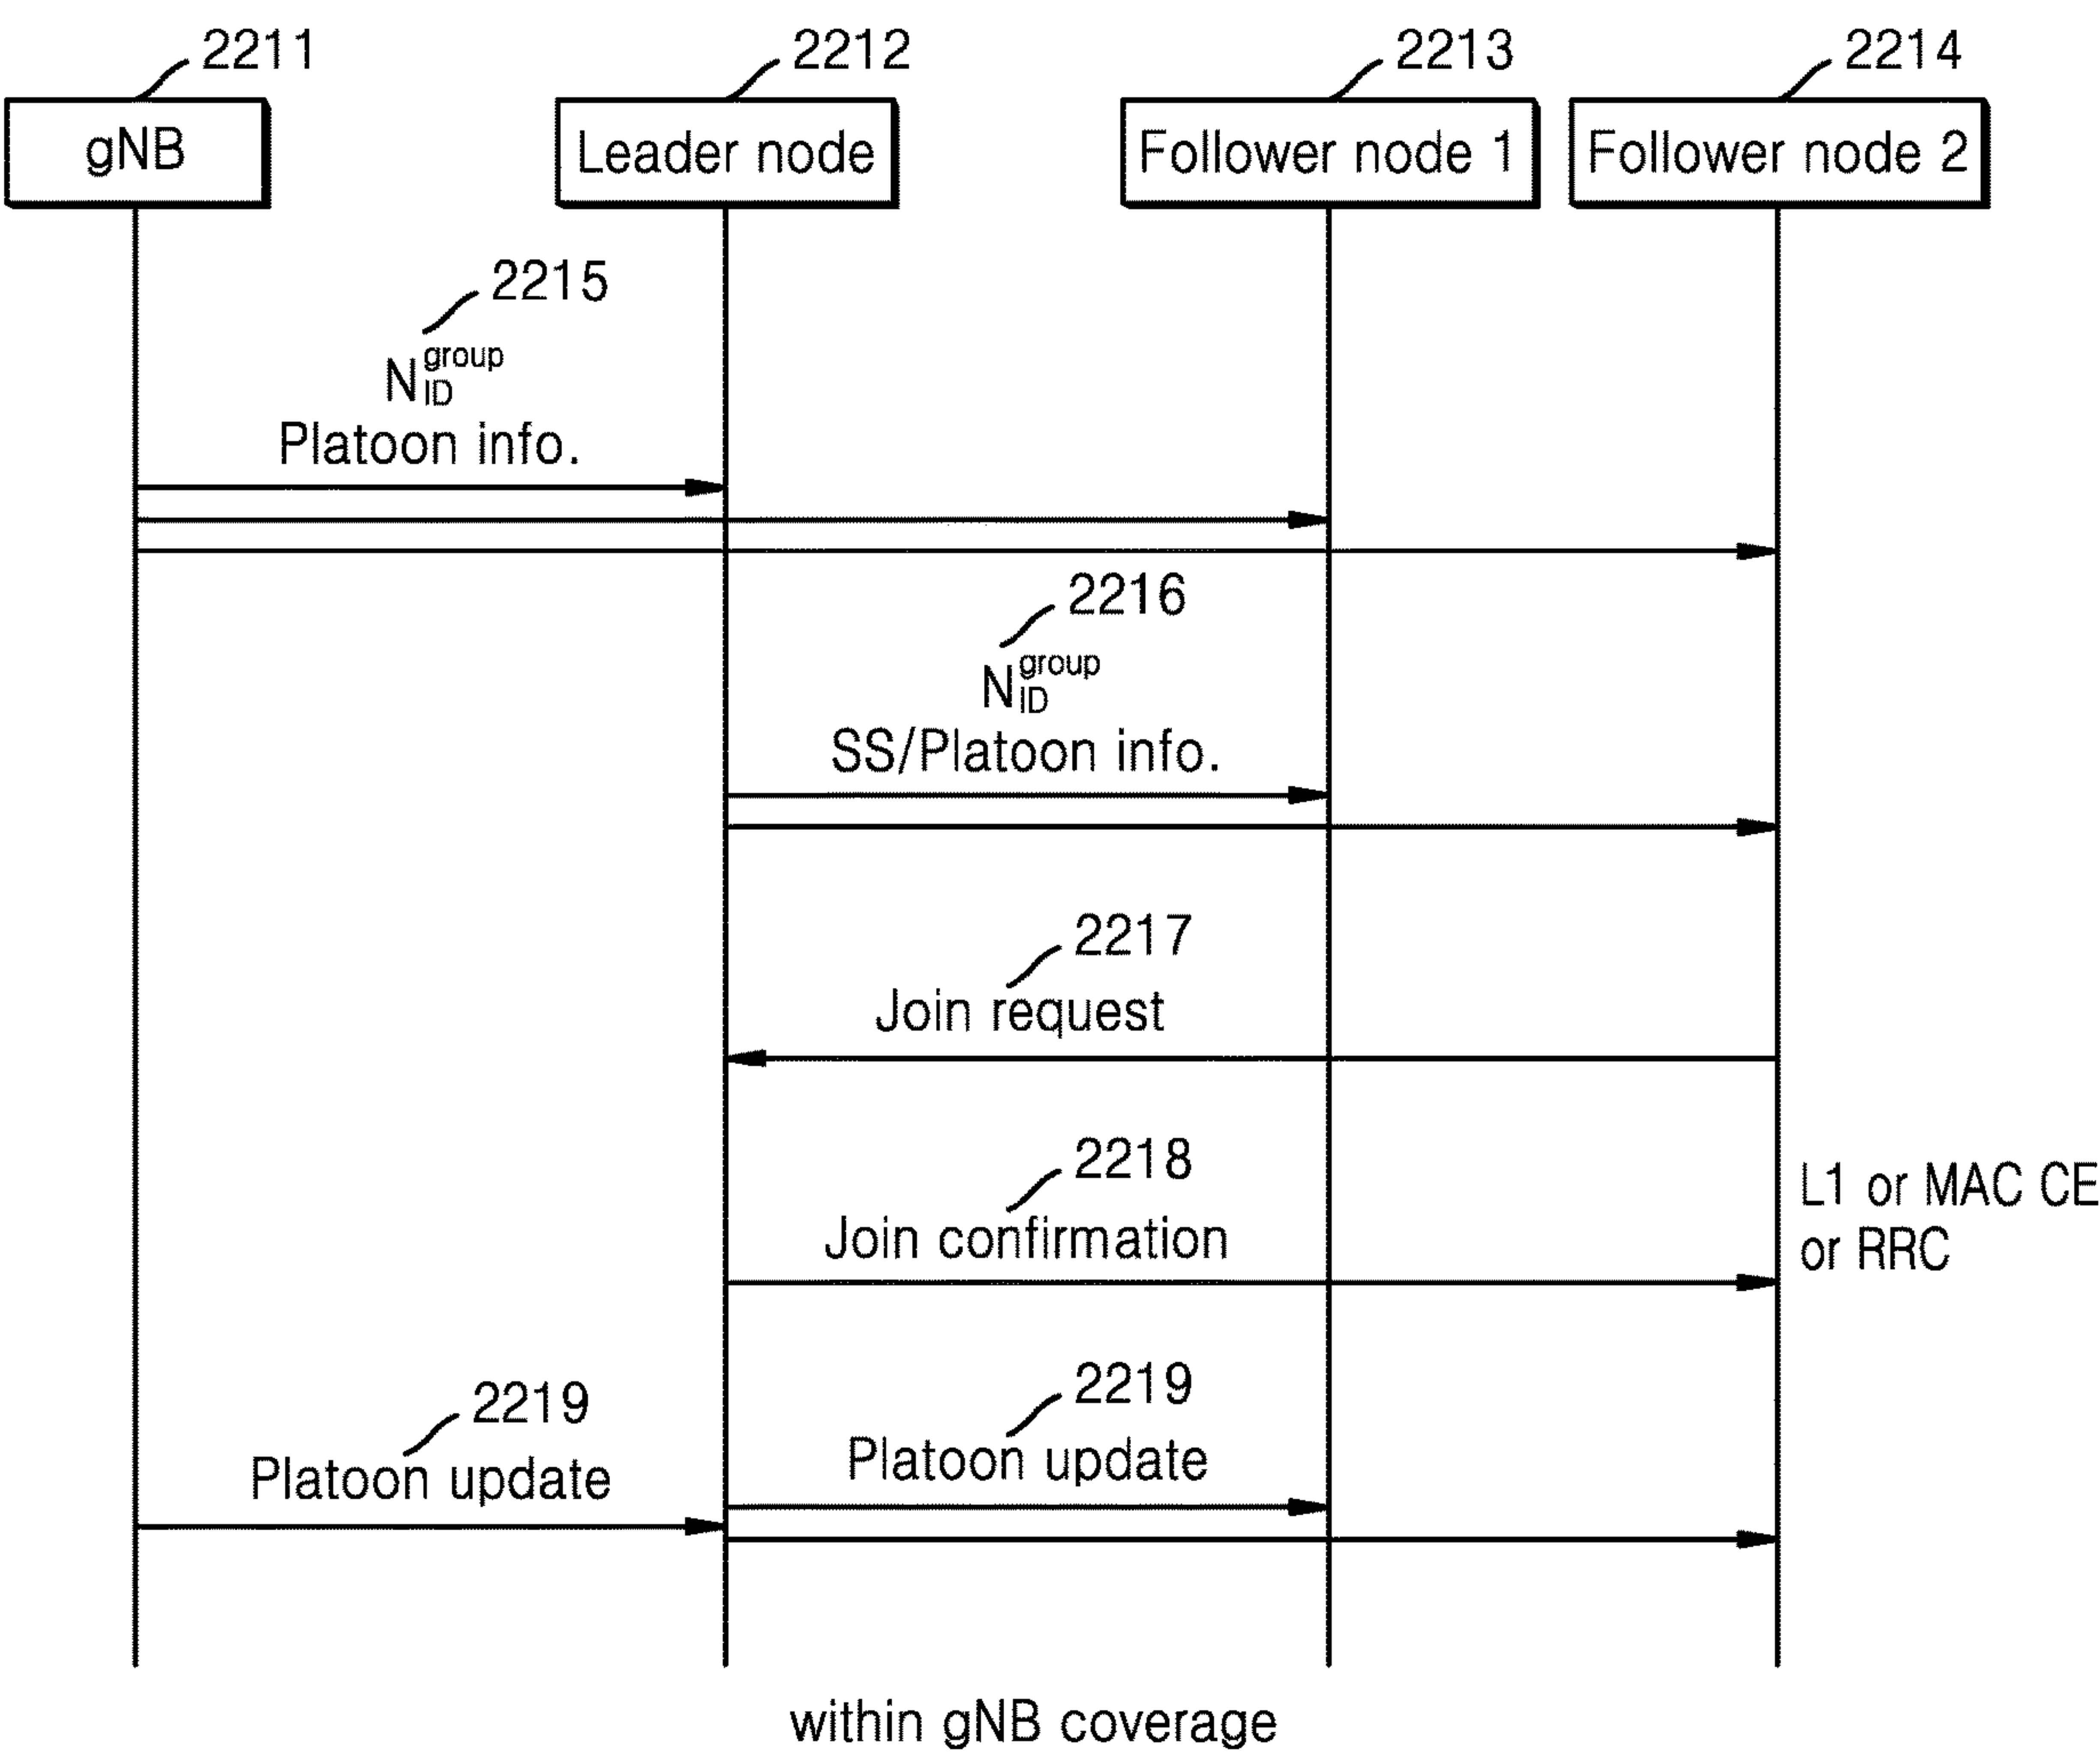 2211
2212
2213
2214
gNB
Leader node
Follower node 1
Follower node 2
2215
N_ID^group
Platoon info.
2216
N_ID^group
SS/Platoon info.
2217
Join request
2218
Join confirmation
L1 or MAC CE
or RRC
2219
Platoon update
2219
Platoon update
within gNB coverage